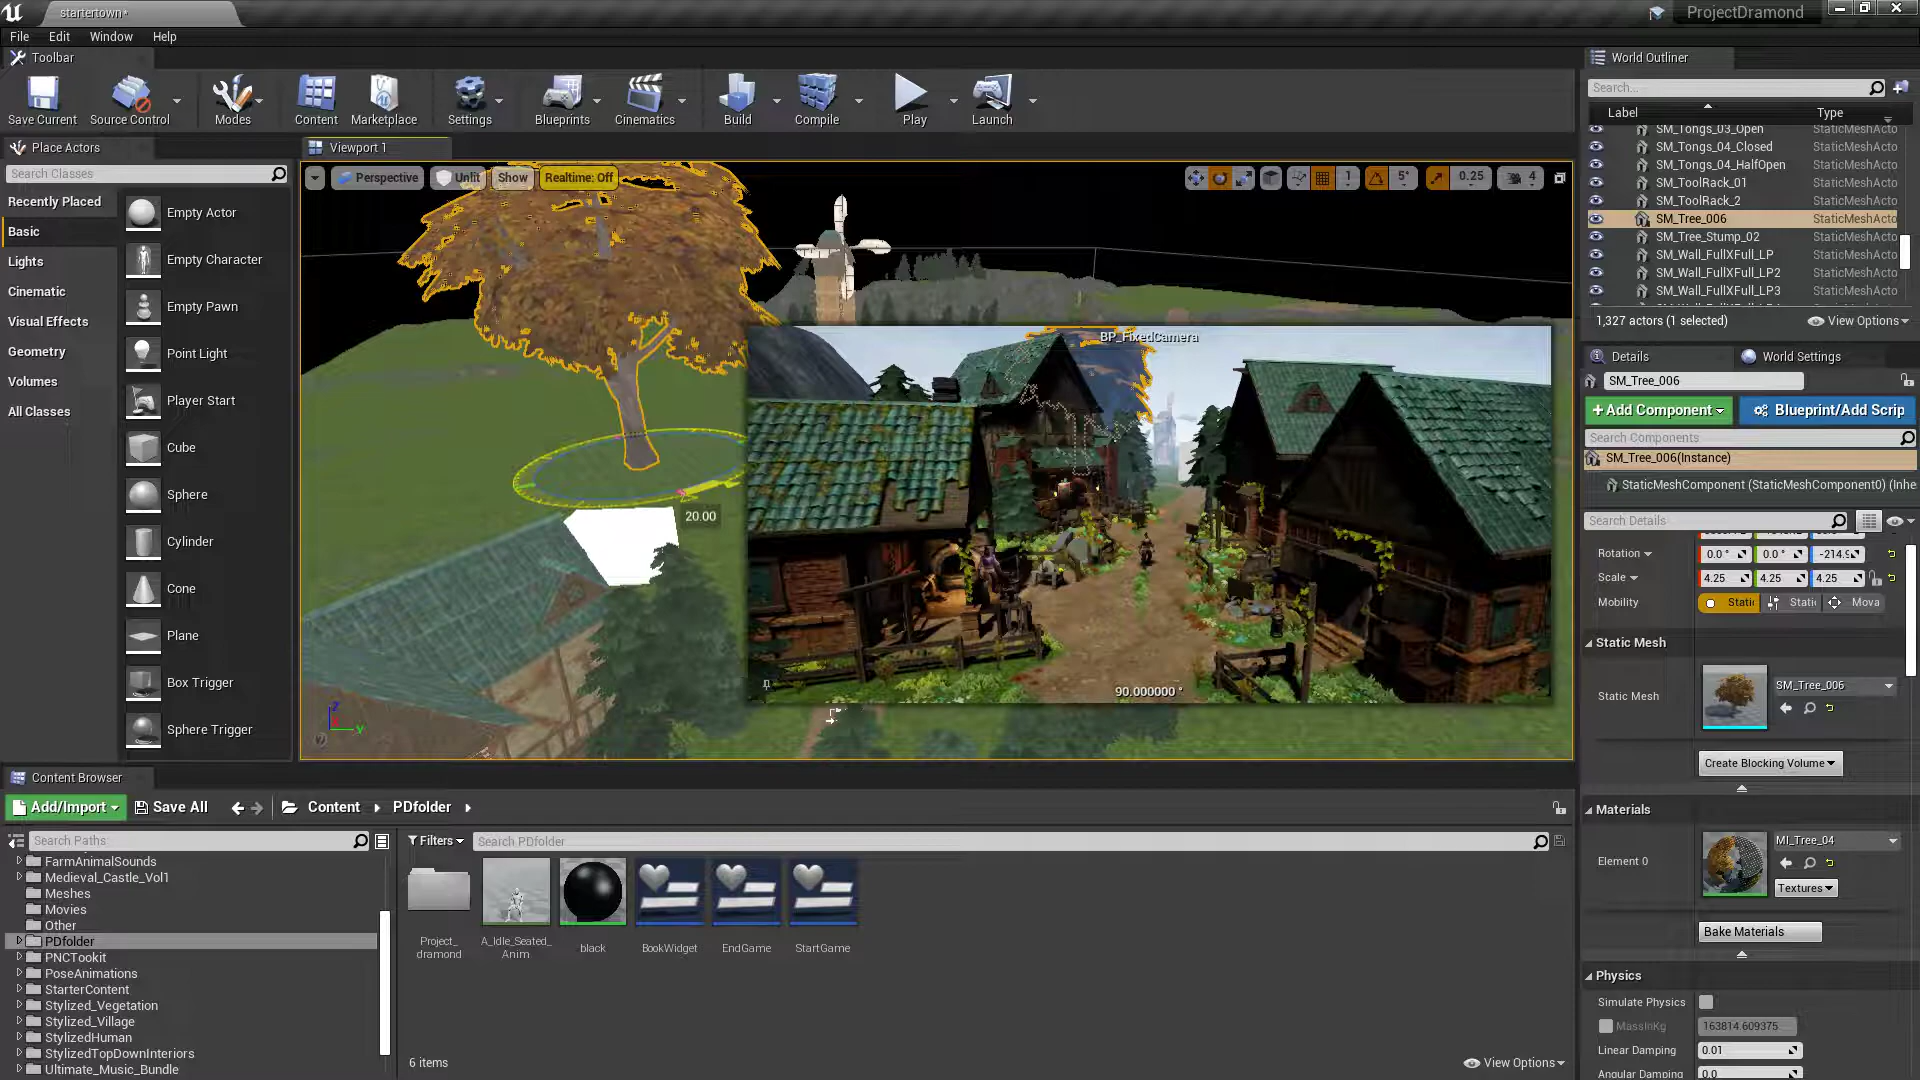 startertown*
ProjectDramond
File Edit Window Help
Toolbar
World Outliner
Save Current
Source Control
Modes
Content
Marketplace
Settings
Blueprints
Cinematics
Build
Compile
Play
Launch
Search...
Label Type
SM_Tongs_03_Open StaticMeshActo
SM_Tongs_04_Closed StaticMeshActo
SM_Tongs_04_HalfOpen StaticMeshActo
SM_ToolRack_01 StaticMeshActo
SM_ToolRack_2 StaticMeshActo
SM_Tree_006 StaticMeshActo
SM_Tree_Stump_02 StaticMeshActo
SM_Wall_FullXFull_LP StaticMeshActo
SM_Wall_FullXFull_LP2 StaticMeshActo
SM_Wall_FullXFull_LP3 StaticMeshActo
1,327 actors (1 selected)
View Options
Place Actors
Search Classes
Recently Placed
Basic
Lights
Cinematic
Visual Effects
Geometry
Volumes
All Classes
Empty Actor
Empty Character
Empty Pawn
Point Light
Player Start
Cube
Sphere
Cylinder
Cone
Plane
Box Trigger
Sphere Trigger
Viewport 1
Perspective
Unlit
Show
Realtime: Off
1
5°
0.25
4
BP_FixedCamera
20.00
90.000000 °
Z
Y
Details
World Settings
SM_Tree_006
+Add Component
Blueprint/Add Scrip
Search Components
SM_Tree_006(Instance)
StaticMeshComponent (StaticMeshComponent0) (Inhe
Search Details
Rotation 0.0 ° 0.0 ° -214.9
Scale 4.25 4.25 4.25
Mobility Stati Stati Mova
Static Mesh
Static Mesh
SM_Tree_006
Create Blocking Volume
Materials
Element 0
MI_Tree_04
Textures
Bake Materials
Physics
Simulate Physics
MassInKg 163814.609375
Linear Damping 0.01
Angular Damping 0.0
Content Browser
Add/Import
Save All
Content
PDfolder
Search Paths
Filters
Search PDfolder
FarmAnimalSounds
Medieval_Castle_Vol1
Meshes
Movies
Other
PDfolder
PNCTookit
PoseAnimations
StarterContent
Stylized_Vegetation
Stylized_Village
StylizedHuman
StylizedTopDownInteriors
Ultimate_Music_Bundle
Project_
dramond
A_Idle_Seated_
Anim
black
BookWidget
EndGame
StartGame
6 items
View Options